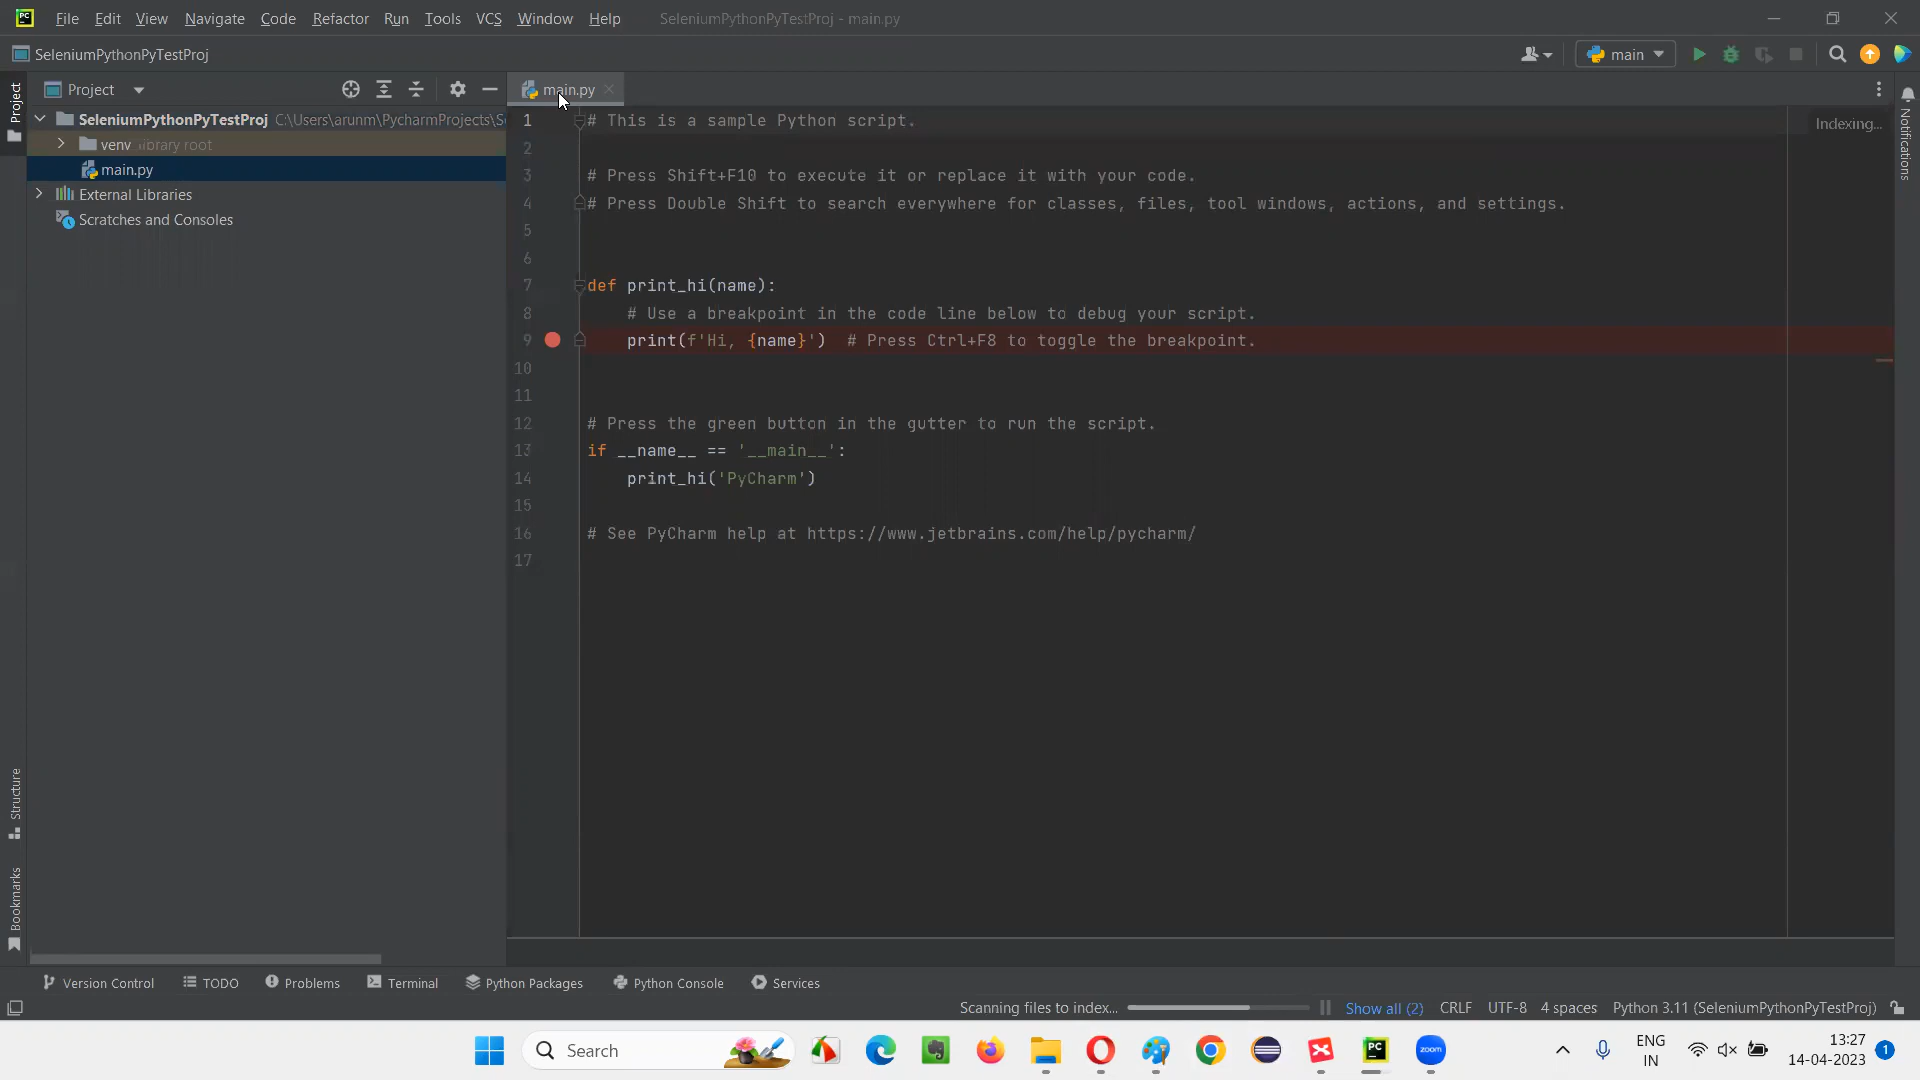 PC File Edit View Navigate Code Refactor Run Tools VCS Window Help SeleniumPythonPyTestProj - main.py
SeleniumPythonPyTestProj main
Project main.py
SeleniumPythonPyTestProj C:\Users\arunm\PycharmProjects\S
venv library root
main.py
External Libraries
Scratches and Consoles
Project
Structure
Bookmarks
1 # This is a sample Python script.
2
3 # Press Shift+F10 to execute it or replace it with your code.
4 # Press Double Shift to search everywhere for classes, files, tool windows, actions, and settings.
5
6
7 def print_hi(name):
8 # Use a breakpoint in the code line below to debug your script.
9 print(f'Hi, {name}') # Press Ctrl+F8 to toggle the breakpoint.
10
11
12 # Press the green button in the gutter to run the script.
13 if __name__ == '__main__':
14 print_hi('PyCharm')
15
16 # See PyCharm help at https://www.jetbrains.com/help/pycharm/
17
Indexing...
Notifications
Version Control TODO Problems Terminal Python Packages Python Console Services
Scanning files to index... Show all (2) CRLF UTF-8 4 spaces Python 3.11 (SeleniumPythonPyTestProj)
Search PC zoom ENG 13:27
IN 14-04-2023 1